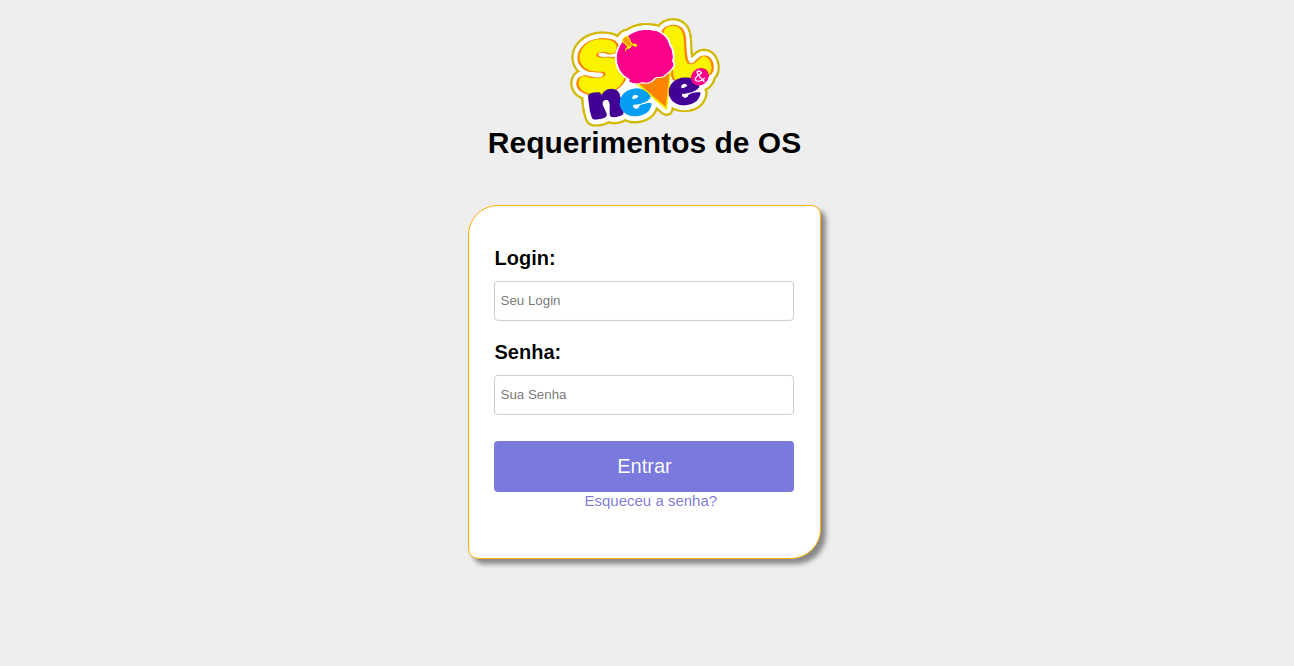 Sol &
neve
Requerimentos de OS
Login:
Seu Login
Senha:
Sua Senha
Entrar
Esqueceu a senha?